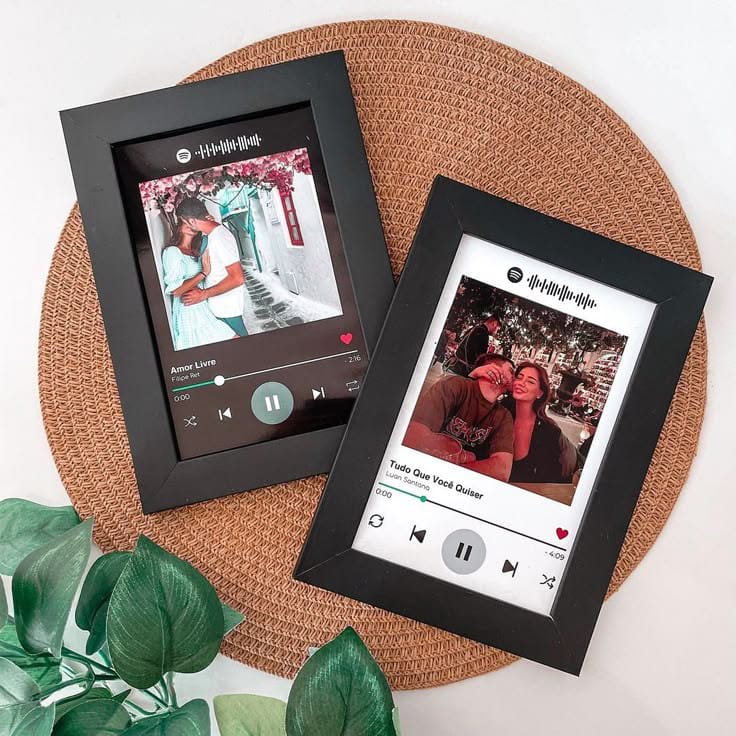 Amor Livre
Filipe Ret
2:16
0:00
Tudo Que Você Quiser
Luan Santana
0:00
- 4:09